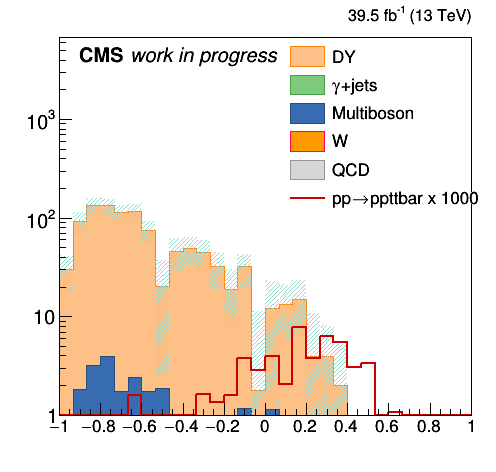 39.5 fb⁻¹ (13 TeV)
CMS work in progress
DY
γ+jets
Multiboson
W
QCD
pp→ppttbar x 1000
10³
10²
10
1
−1 −0.8 −0.6 −0.4 −0.2 0 0.2 0.4 0.6 0.8 1